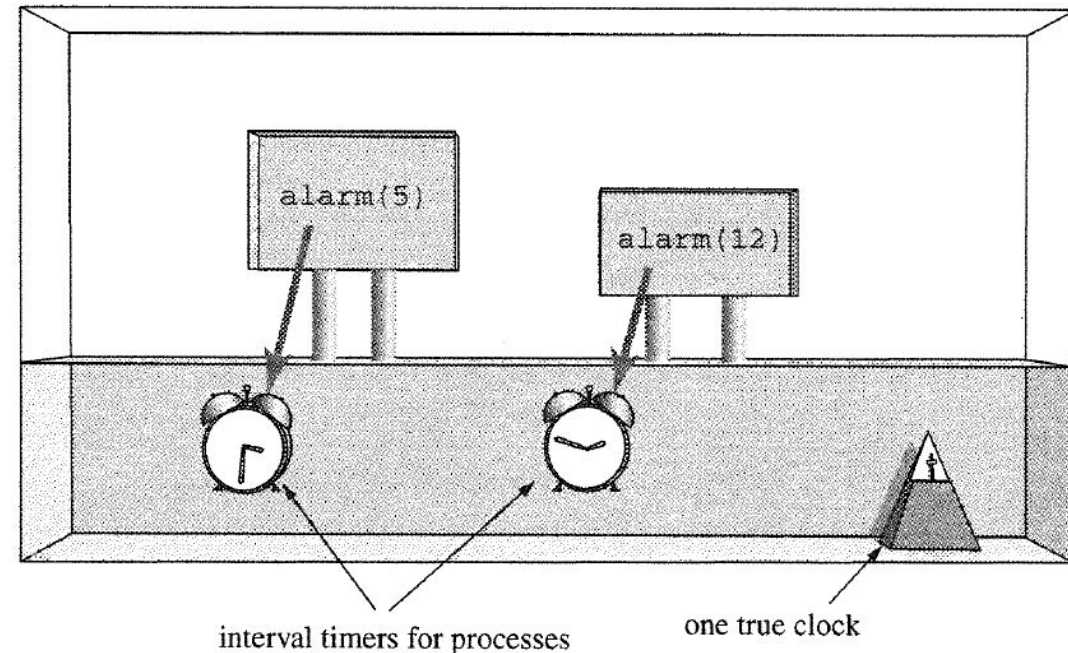 alarm(5)
alarm(12)
interval timers for processes
one true clock